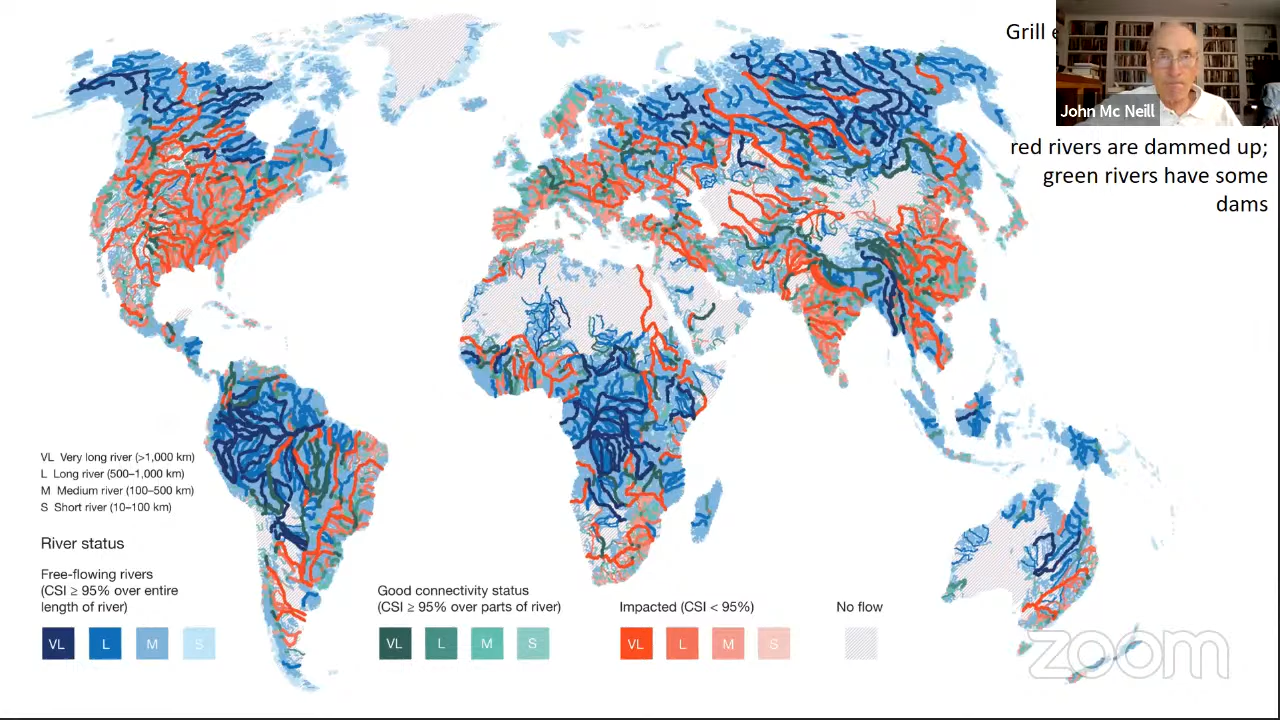 Grill
John Mc Neill
red rivers are dammed up;
green rivers have some
dams
VL Very long river (>1,000 km)
L Long river (500–1,000 km)
M Medium river (100–500 km)
S Short river (10–100 km)
River status
Free-flowing rivers
(CSI ≥ 95% over entire
length of river)
VL L M S
Good connectivity status
(CSI ≥ 95% over parts of river)
VL L M S
Impacted (CSI < 95%)
VL L M S
No flow
zoom